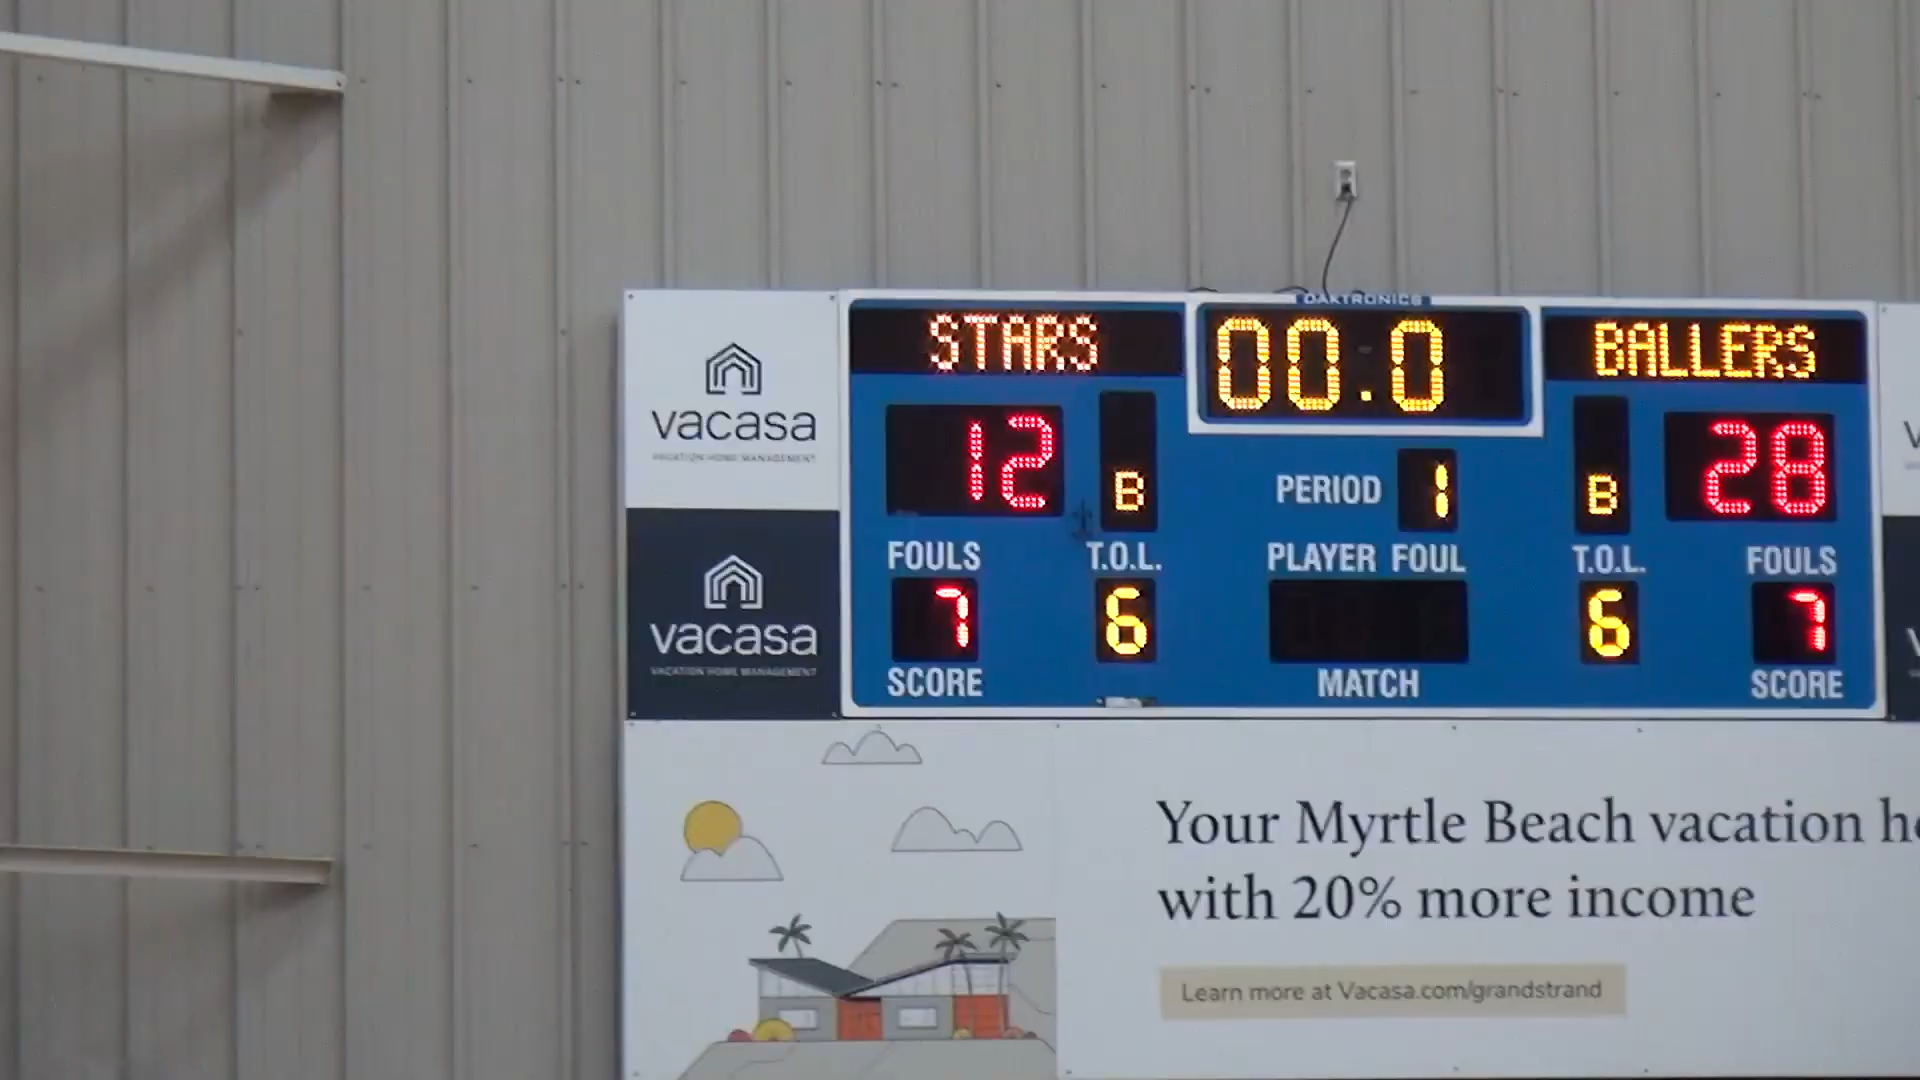 DAKTRONICS
STARS
00.0
BALLERS
vacasa
VACATION HOME MANAGEMENT
12
B
PERIOD 1
B
28
FOULS
T.O.L.
PLAYER FOUL
T.O.L.
FOULS
vacasa
VACATION HOME MANAGEMENT
7
6
6
7
SCORE
MATCH
SCORE
Your Myrtle Beach vacation
with 20% more income
Learn more at Vacasa.com/grandstrand